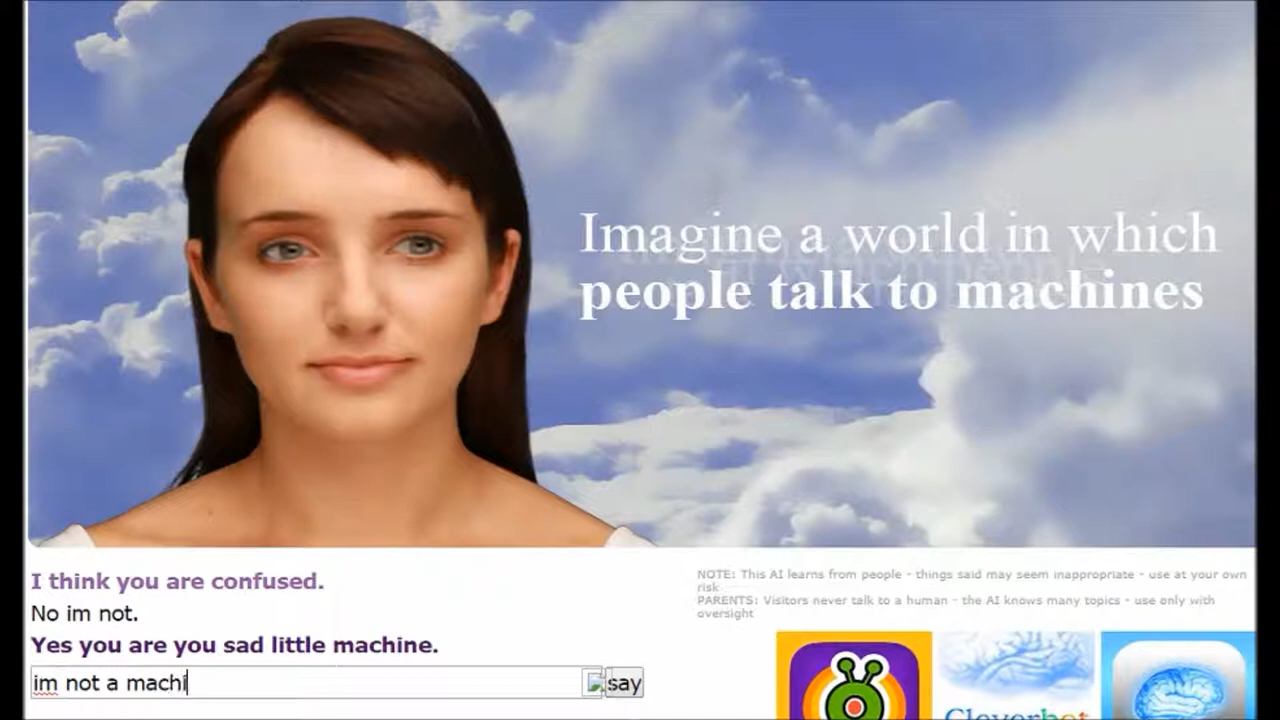 Imagine a world in which
people talk to machines
I think you are confused.
No im not.
Yes you are you sad little machine.
im not a machi
say
NOTE: This AI learns from people - things said may seem inappropriate - use at your own
risk
PARENTS: Visitors never talk to a human - the AI knows many topics - use only with
oversight
Cleverbot